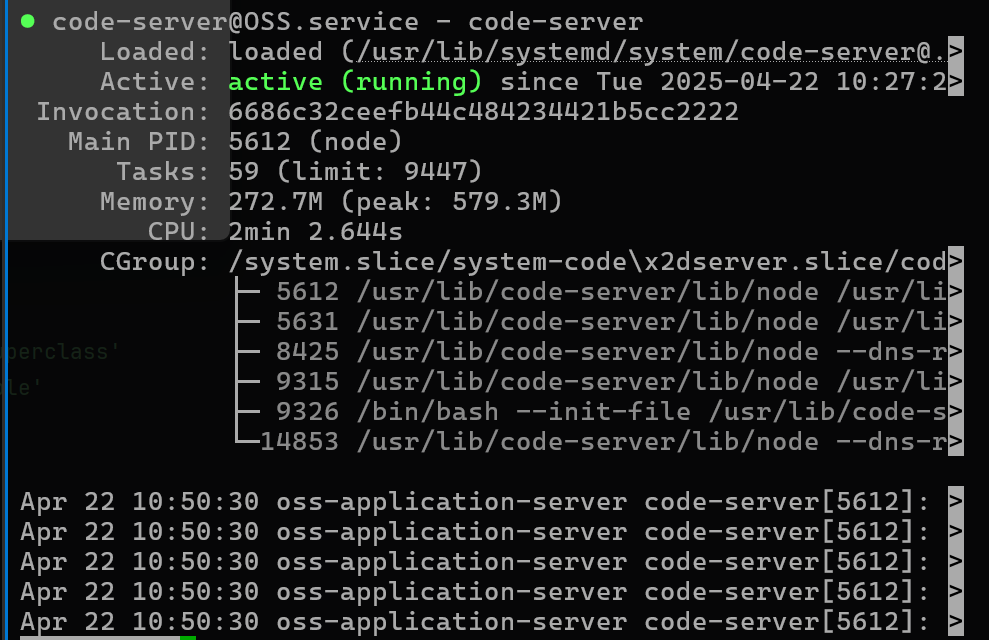 ● code-server@OSS.service - code-server
Loaded: loaded (/usr/lib/systemd/system/code-server@.>
Active: active (running) since Tue 2025-04-22 10:27:2>
Invocation: 6686c32ceefb44c484234421b5cc2222
Main PID: 5612 (node)
Tasks: 59 (limit: 9447)
Memory: 272.7M (peak: 579.3M)
CPU: 2min 2.644s
CGroup: /system.slice/system-code\x2dserver.slice/cod>
├─ 5612 /usr/lib/code-server/lib/node /usr/li>
├─ 5631 /usr/lib/code-server/lib/node /usr/li>
├─ 8425 /usr/lib/code-server/lib/node --dns-r>
├─ 9315 /usr/lib/code-server/lib/node /usr/li>
├─ 9326 /bin/bash --init-file /usr/lib/code-s>
└─14853 /usr/lib/code-server/lib/node --dns-r>
Apr 22 10:50:30 oss-application-server code-server[5612]: >
Apr 22 10:50:30 oss-application-server code-server[5612]: >
Apr 22 10:50:30 oss-application-server code-server[5612]: >
Apr 22 10:50:30 oss-application-server code-server[5612]: >
Apr 22 10:50:30 oss-application-server code-server[5612]: >